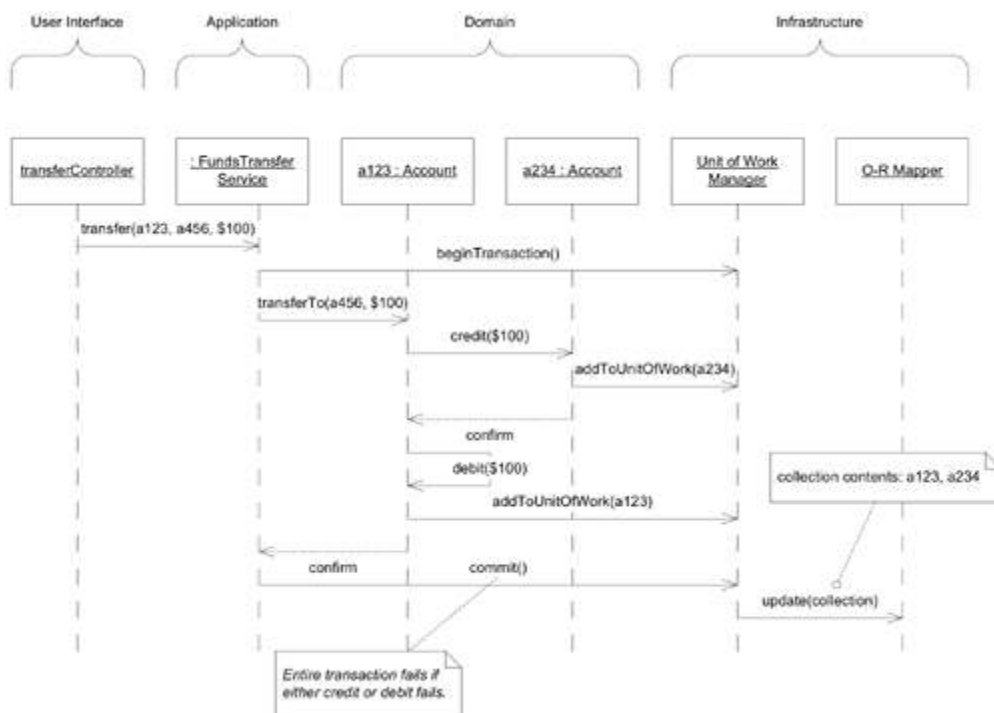 User Interface
Application
Domain
Infrastructure
transferController
: FundsTransfer
Service
a123 : Account
a234 : Account
Unit of Work
Manager
O-R Mapper
transfer(a123, a456, $100)
beginTransaction()
transferTo(a456, $100)
credit($100)
addToUnitOfWork(a234)
confirm
debit($100)
collection contents: a123, a234
addToUnitOfWork(a123)
confirm
commit()
update(collection)
Entire transaction fails if
either credit or debit fails.